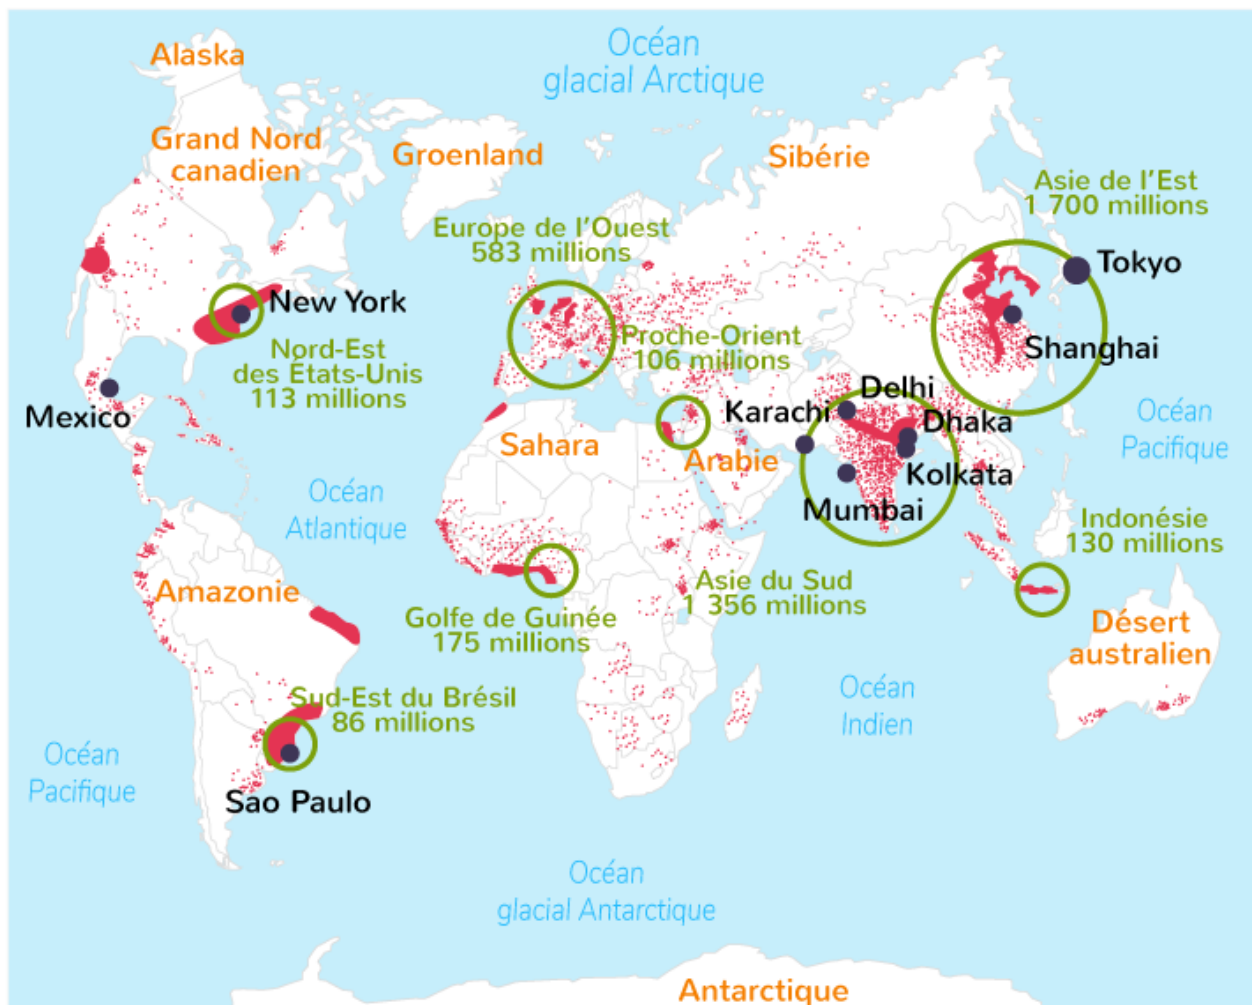 Alaska
Océan
glacial Arctique
Grand Nord
canadien
Groenland
Sibérie
Asie de l'Est
1 700 millions
Europe de l'Ouest
583 millions
Tokyo
New York
Proche-Orient
106 millions
Shanghai
Nord-Est
des Etats-Unis
113 millions
Mexico
Delhi
Karachi
Dhaka
Océan
Pacifique
Sahara
Arabie
Kolkata
Mumbai
Océan
Atlantique
Indonésie
130 millions
Amazonie
Asie du Sud
1 356 millions
Golfe de Guinée
175 millions
Désert
australien
Océan
Indien
Sud-Est du Brésil
86 millions
Océan
Pacifique
Sao Paulo
Océan
glacial Antarctique
Antarctique